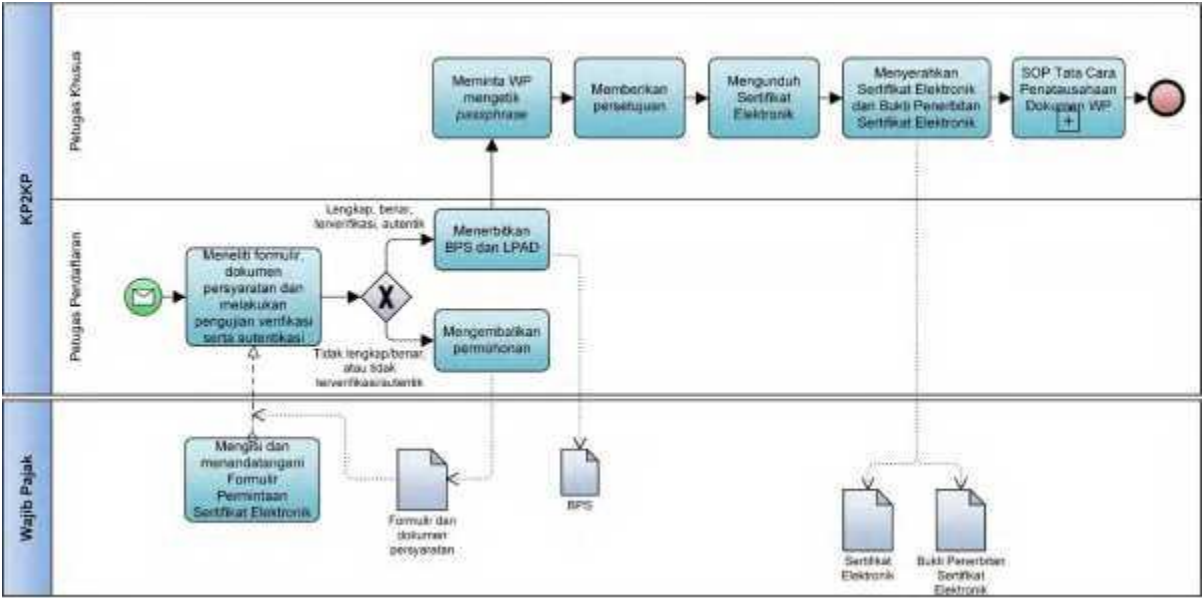 KP2KP
Petugas Khusus
Meminta WP
mengetik
passphrase
Memberikan
persetujuan
Mengunduh
Sertifikat
Elektronik
Menyerahkan
Sertifikat Elektronik
dan Bukti Penerbitan
Sertifikat Elektronik
SOP Tata Cara
Penatausahaan
Dokumen WP
Petugas Pendaftaran
Meneliti formulir,
dokumen
persyaratan dan
melakukan
pengujian verifikasi
serta autentikasi
Lengkap, benar,
terverifikasi, autentik
Menerbitkan
BPS dan LPAD
X
Mengembalikan
permohonan
Tidak lengkap/benar,
atau tidak
terverifikasi/autentik
Wajib Pajak
Mengisi dan
menandatangani
Formulir
Permintaan
Sertifikat Elektronik
Formulir dan
dokumen
persyaratan
BPS
Sertifikat
Elektronik
Bukti Penerbitan
Sertifikat
Elektronik